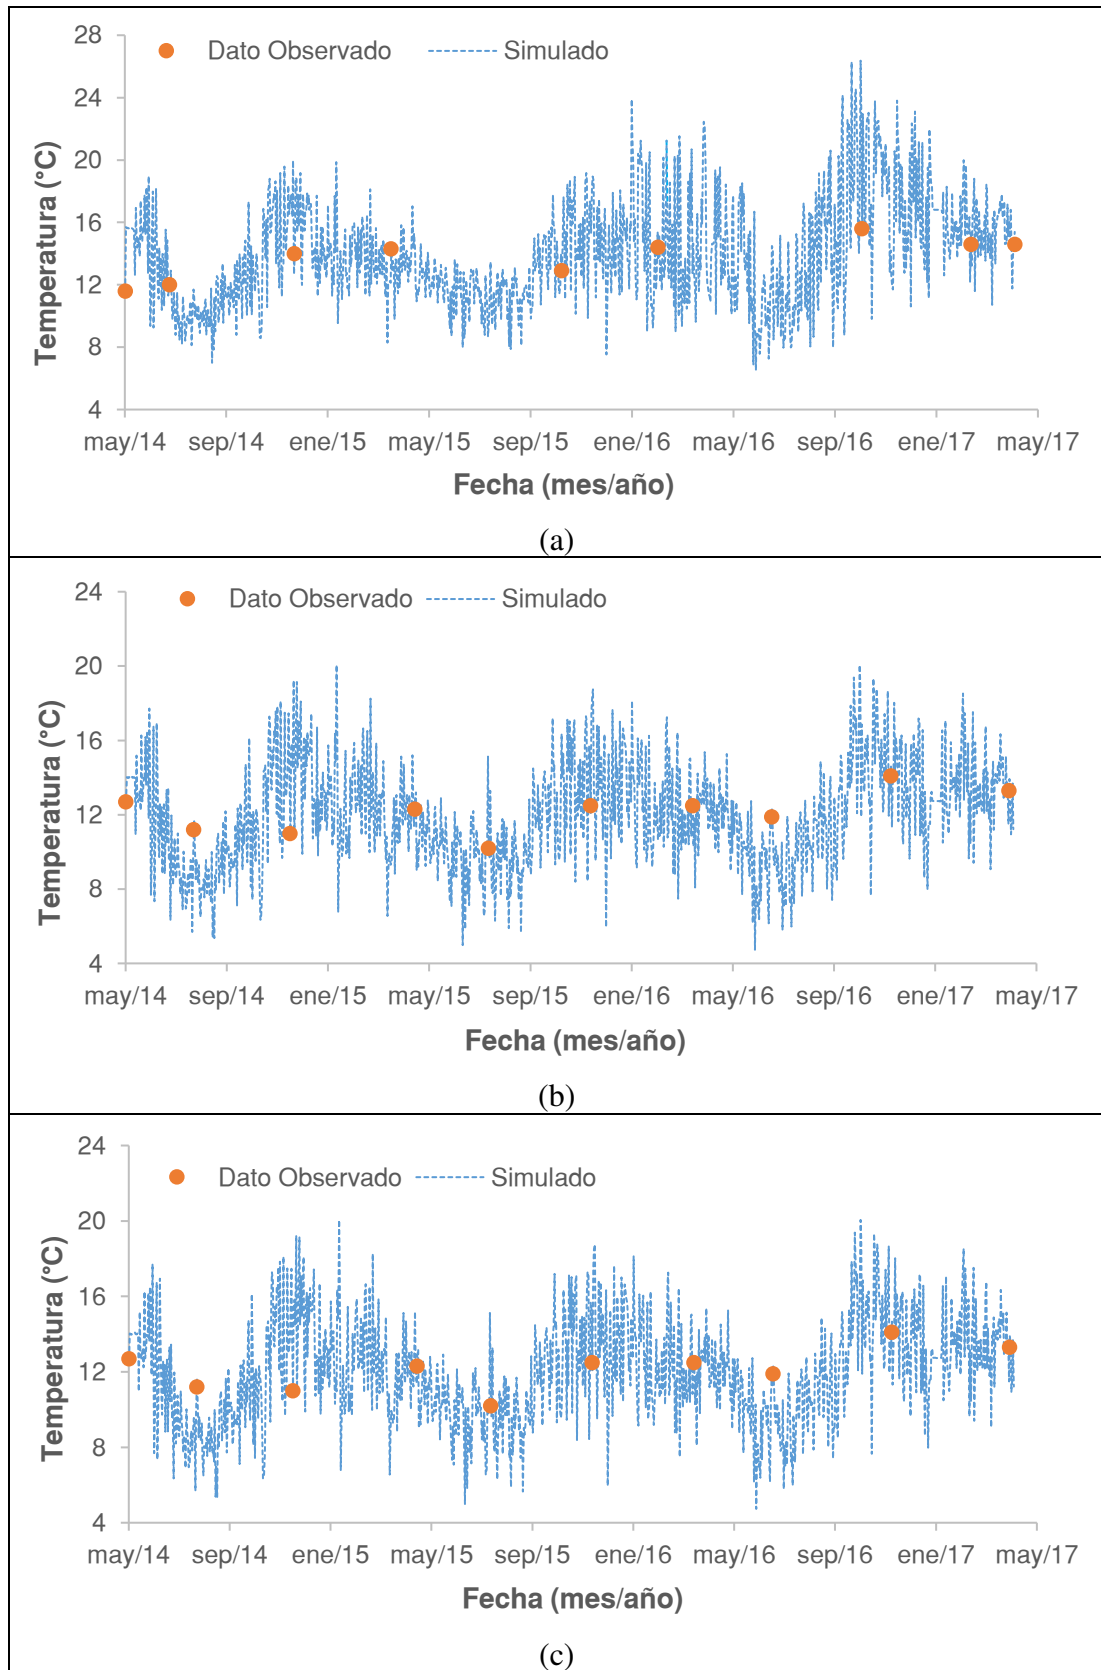 28
Dato Observado
Simulado
24
20
16
12
8
4
Temperatura (°C)
may/14
sep/14
ene/15
may/15
sep/15
ene/16
may/16
sep/16
ene/17
may/17
Fecha (mes/año)
(a)
24
Dato Observado
Simulado
20
16
12
8
4
Temperatura (°C)
may/14
sep/14
ene/15
may/15
sep/15
ene/16
may/16
sep/16
ene/17
may/17
Fecha (mes/año)
(b)
24
Dato Observado
Simulado
20
16
12
8
4
Temperatura (°C)
may/14
sep/14
ene/15
may/15
sep/15
ene/16
may/16
sep/16
ene/17
may/17
Fecha (mes/año)
(c)